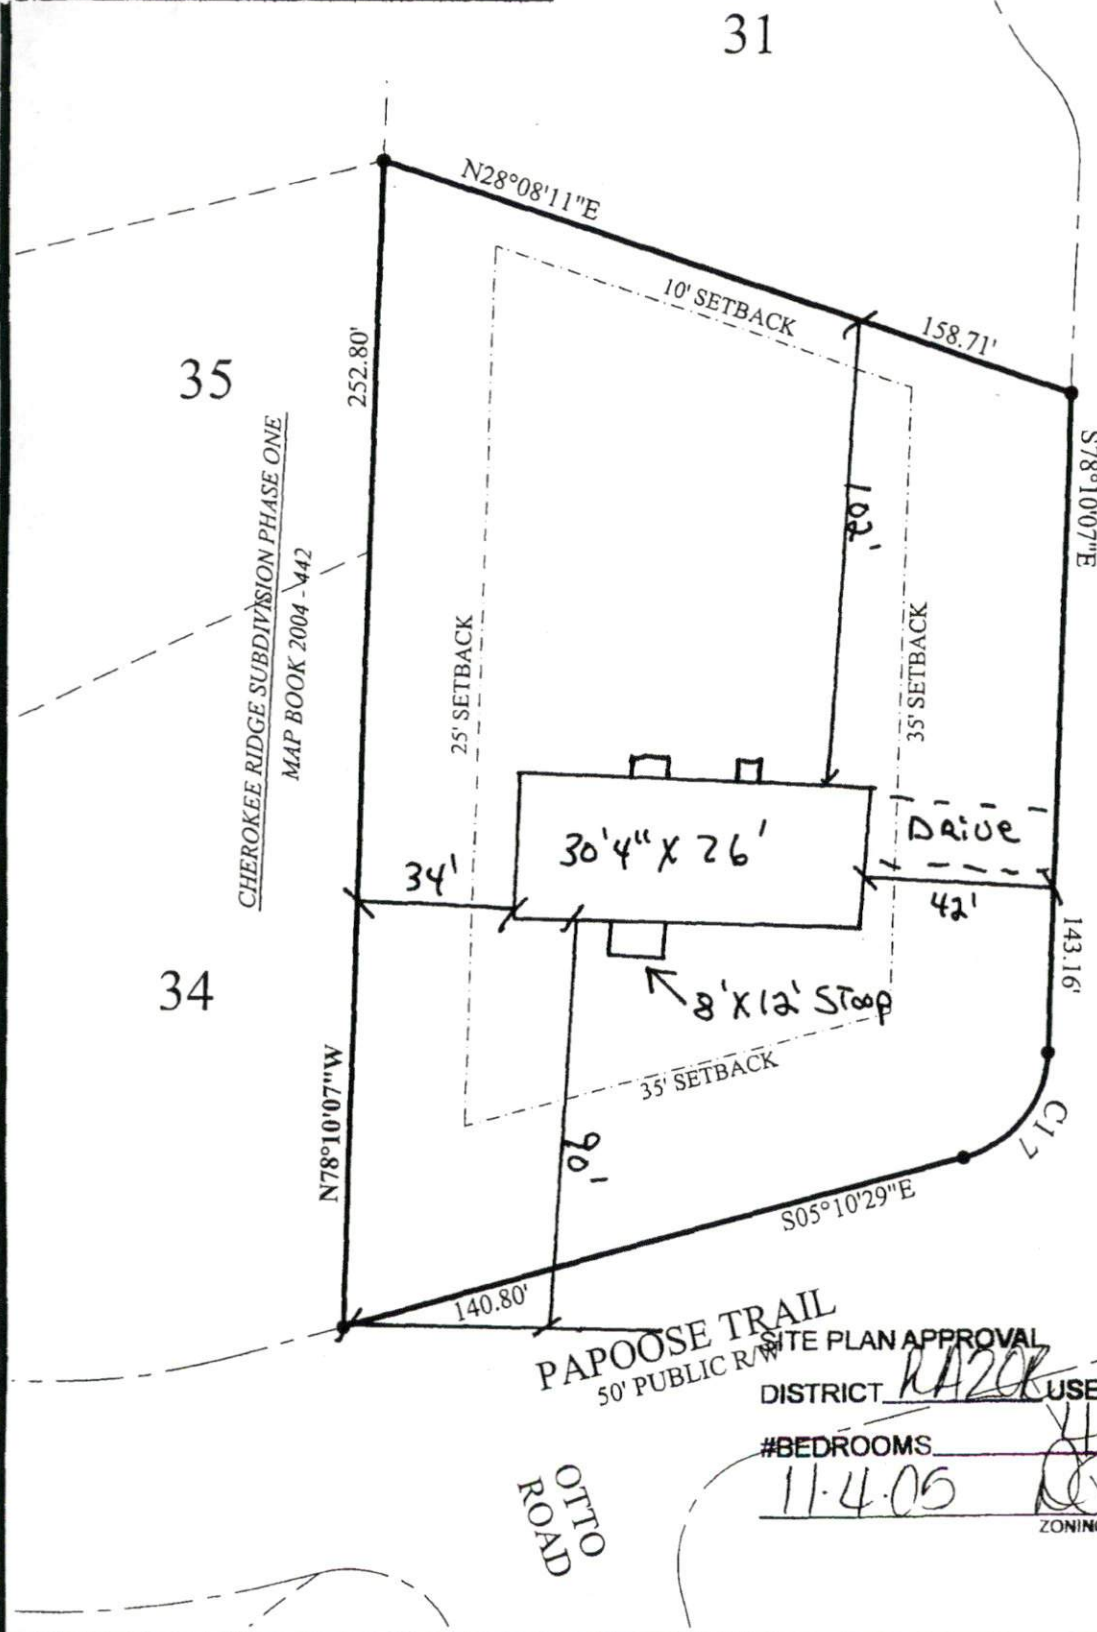 31
N28°08'11"E
10' SETBACK
158.71'
252.80'
35
S78°10'07"E
CHEROKEE RIDGE SUBDIVISION PHASE ONE
MAP BOOK 2004 - 442
102'
25' SETBACK
35' SETBACK
30'4" X 26'
DRIVE
34'
42'
143.16'
34
8'X12' STOOP
N78°10'07"W
35' SETBACK
90'
C17
S05°10'29"E
140.80'
PAPOOSE TRAIL
50' PUBLIC R/W
SITE PLAN APPROVAL
DISTRICT RA20R USE
#BEDROOMS 4
11.4.05
ZONING
OTTO
ROAD